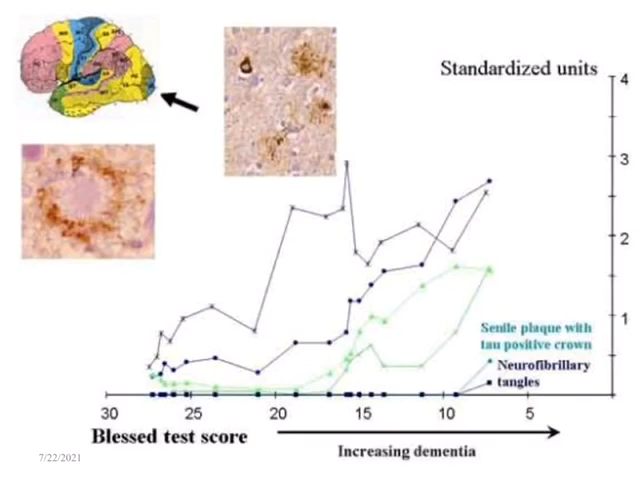 Standardized units
4
3
2
1
Senile plaque with
tau positive crown
Neurofibrillary
tangles
30
25
20
15
10
5
Blessed test score
Increasing dementia
7/22/2021